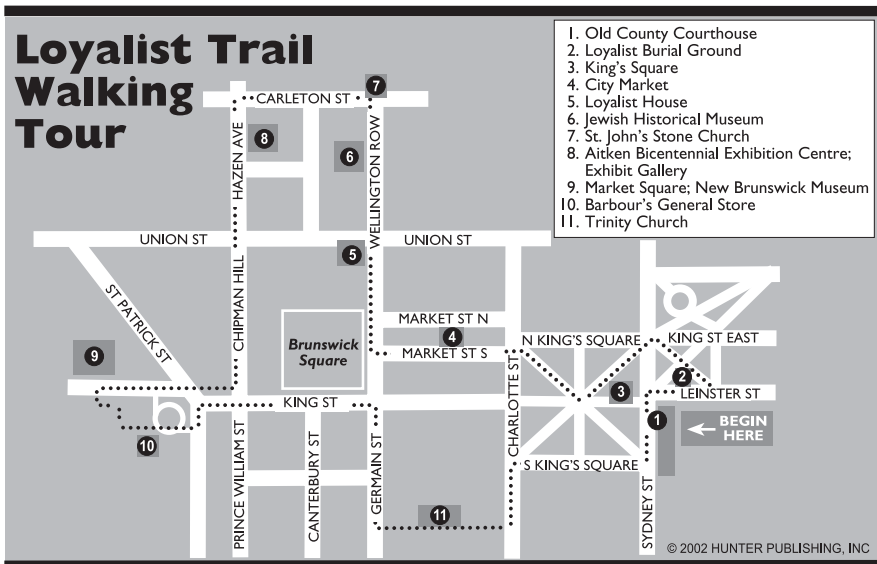 Loyalist Trail
Walking
Tour
1. Old County Courthouse
2. Loyalist Burial Ground
3. King's Square
4. City Market
5. Loyalist House
6. Jewish Historical Museum
7. St. John's Stone Church
8. Aitken Bicentennial Exhibition Centre;
Exhibit Gallery
9. Market Square; New Brunswick Museum
10. Barbour's General Store
11. Trinity Church
7
CARLETON ST
8
6
HAZEN AVE
WELLINGTON ROW
UNION ST
UNION ST
5
ST PATRICK ST
CHIPMAN HILL
MARKET ST N
4
Brunswick
Square
MARKET ST S
N KING'S SQUARE
KING ST EAST
9
2
3
LEINSTER ST
KING ST
CHARLOTTE ST
1
BEGIN
HERE
10
S KING'S SQUARE
PRINCE WILLIAM ST
CANTERBURY ST
GERMAIN ST
11
SYDNEY ST
© 2002 HUNTER PUBLISHING, INC